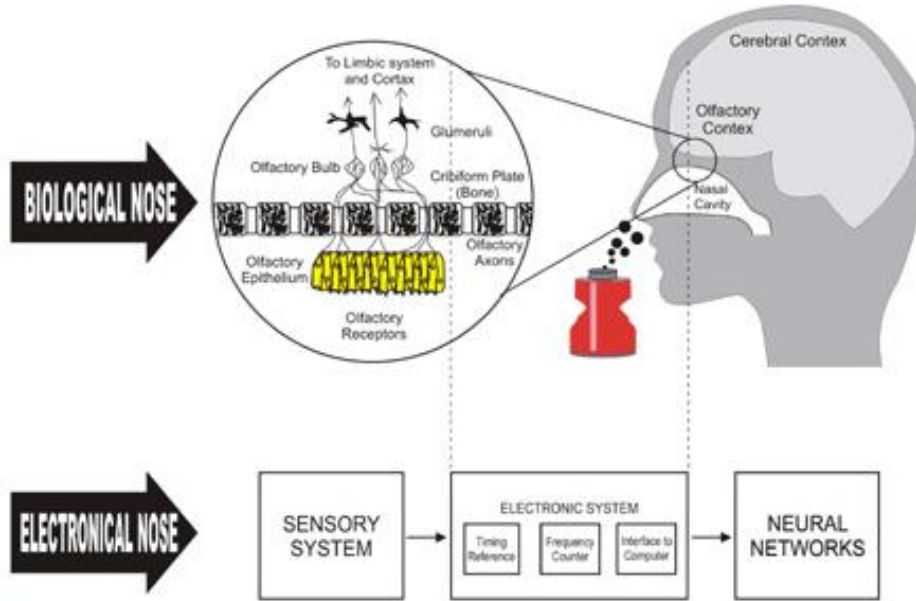 BIOLOGICAL NOSE
To Limbic system
and Cortax
Glumeruli
Olfactory Bulb
Cribiform Plate
(Bone)
Olfactory
Axons
Olfactory
Epithelium
Olfactory
Receptors
Cerebral Contex
Olfactory
Contex
Nasai
Cavity
ELECTRONICAL NOSE
SENSORY
SYSTEM
ELECTRONIC SYSTEM
Timing
Reference
Frequency
Counter
Interface to
Computer
NEURAL
NETWORKS